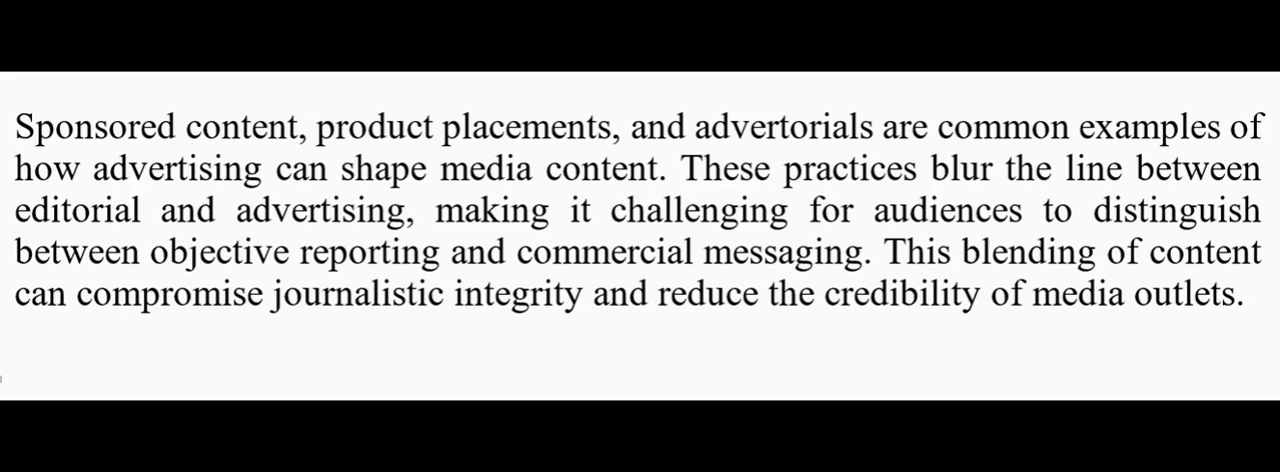 Sponsored content, product placements, and advertorials are common examples of
how advertising can shape media content. These practices blur the line between
editorial and advertising, making it challenging for audiences to distinguish
between objective reporting and commercial messaging. This blending of content
can compromise journalistic integrity and reduce the credibility of media outlets.